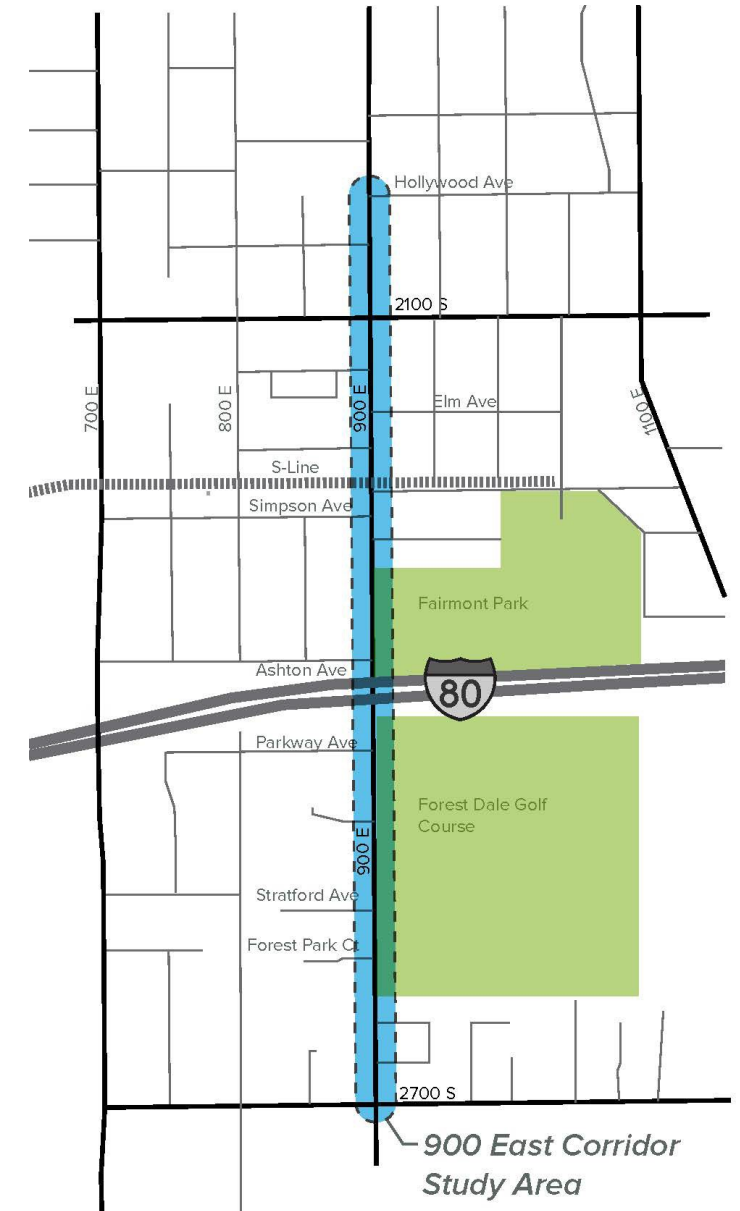 Hollywood Ave
2100 S
700 E
800 E
900 E
1100 E
Elm Ave
S-Line
Simpson Ave
Fairmont Park
Ashton Ave
80
Parkway Ave
Forest Dale Golf
Course
900 E
Stratford Ave
Forest Park Ct
2700 S
900 East Corridor
Study Area